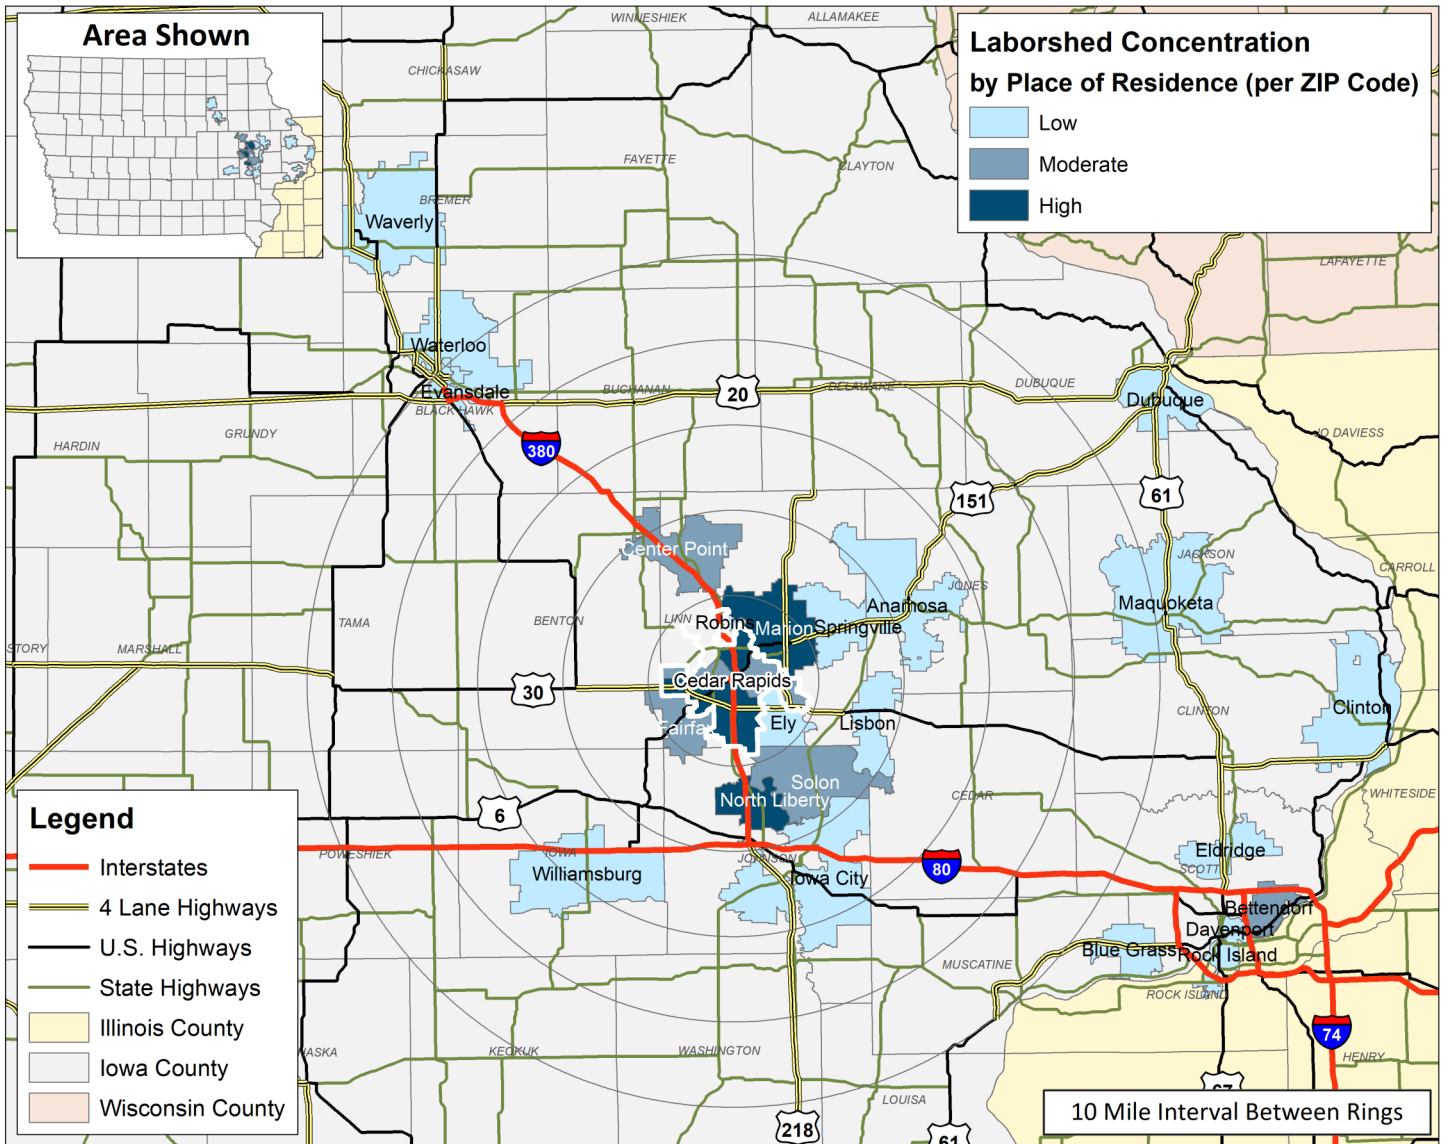 Area Shown
WINNESHIEK
ALLAMAKEE
CHICKASAW
Laborshed Concentration
by Place of Residence (per ZIP Code)
Low
Moderate
High
FAYETTE
CLAYTON
BREMER
Waverly
LAFAYETTE
Waterloo
Evansdale
BLACK HAWK
BUCHANAN
20
DELAWARE
DUBUQUE
Dubuque
JO DAVIESS
HARDIN
GRUNDY
380
151
61
Center Point
JACKSON
CARROLL
Anamosa
JONES
Maquoketa
TAMA
BENTON
LINN
Robins
Marion
Springville
STORY
MARSHALL
30
Cedar Rapids
Fairfax
Ely
Lisbon
CLINTON
Clinton
Solon
North Liberty
CEDAR
WHITESIDE
6
POWESHIEK
IOWA
Williamsburg
JOHNSON
Iowa City
80
Eldridge
SCOTT
Bettendorf
Davenport
Blue Grass
Rock Island
MUSCATINE
ROCK ISLAND
74
HENRY
KEOKUK
WASHINGTON
LOUISA
218
61
67
Legend
Interstates
4 Lane Highways
U.S. Highways
State Highways
Illinois County
Iowa County
Wisconsin County
10 Mile Interval Between Rings